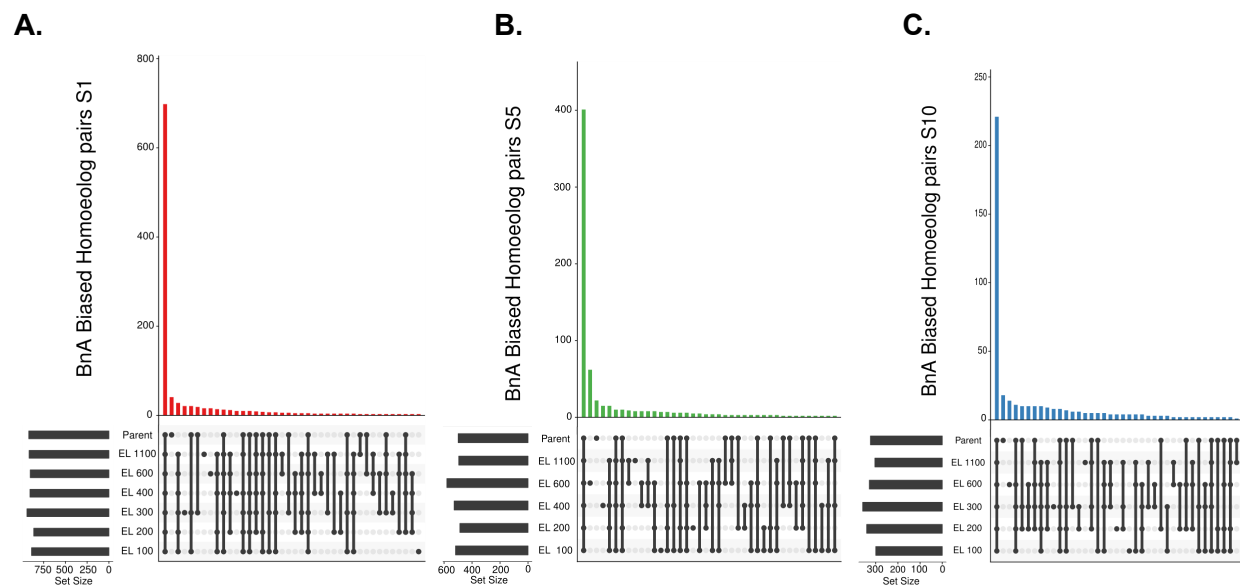 A.
BnA Biased Homoeolog pairs S1
800
600
400
200
0
Parent
EL 1100
EL 600
EL 400
EL 300
EL 200
EL 100
750 500 250 0
Set Size
B.
BnA Biased Homoeolog pairs S5
400
300
200
100
0
Parent
EL 1100
EL 600
EL 400
EL 200
EL 100
600 400 200 0
Set Size
C.
BnA Biased Homoeolog pairs S10
250
200
150
100
50
0
Parent
EL 1100
EL 600
EL 300
EL 200
EL 100
300 200 100 0
Set Size